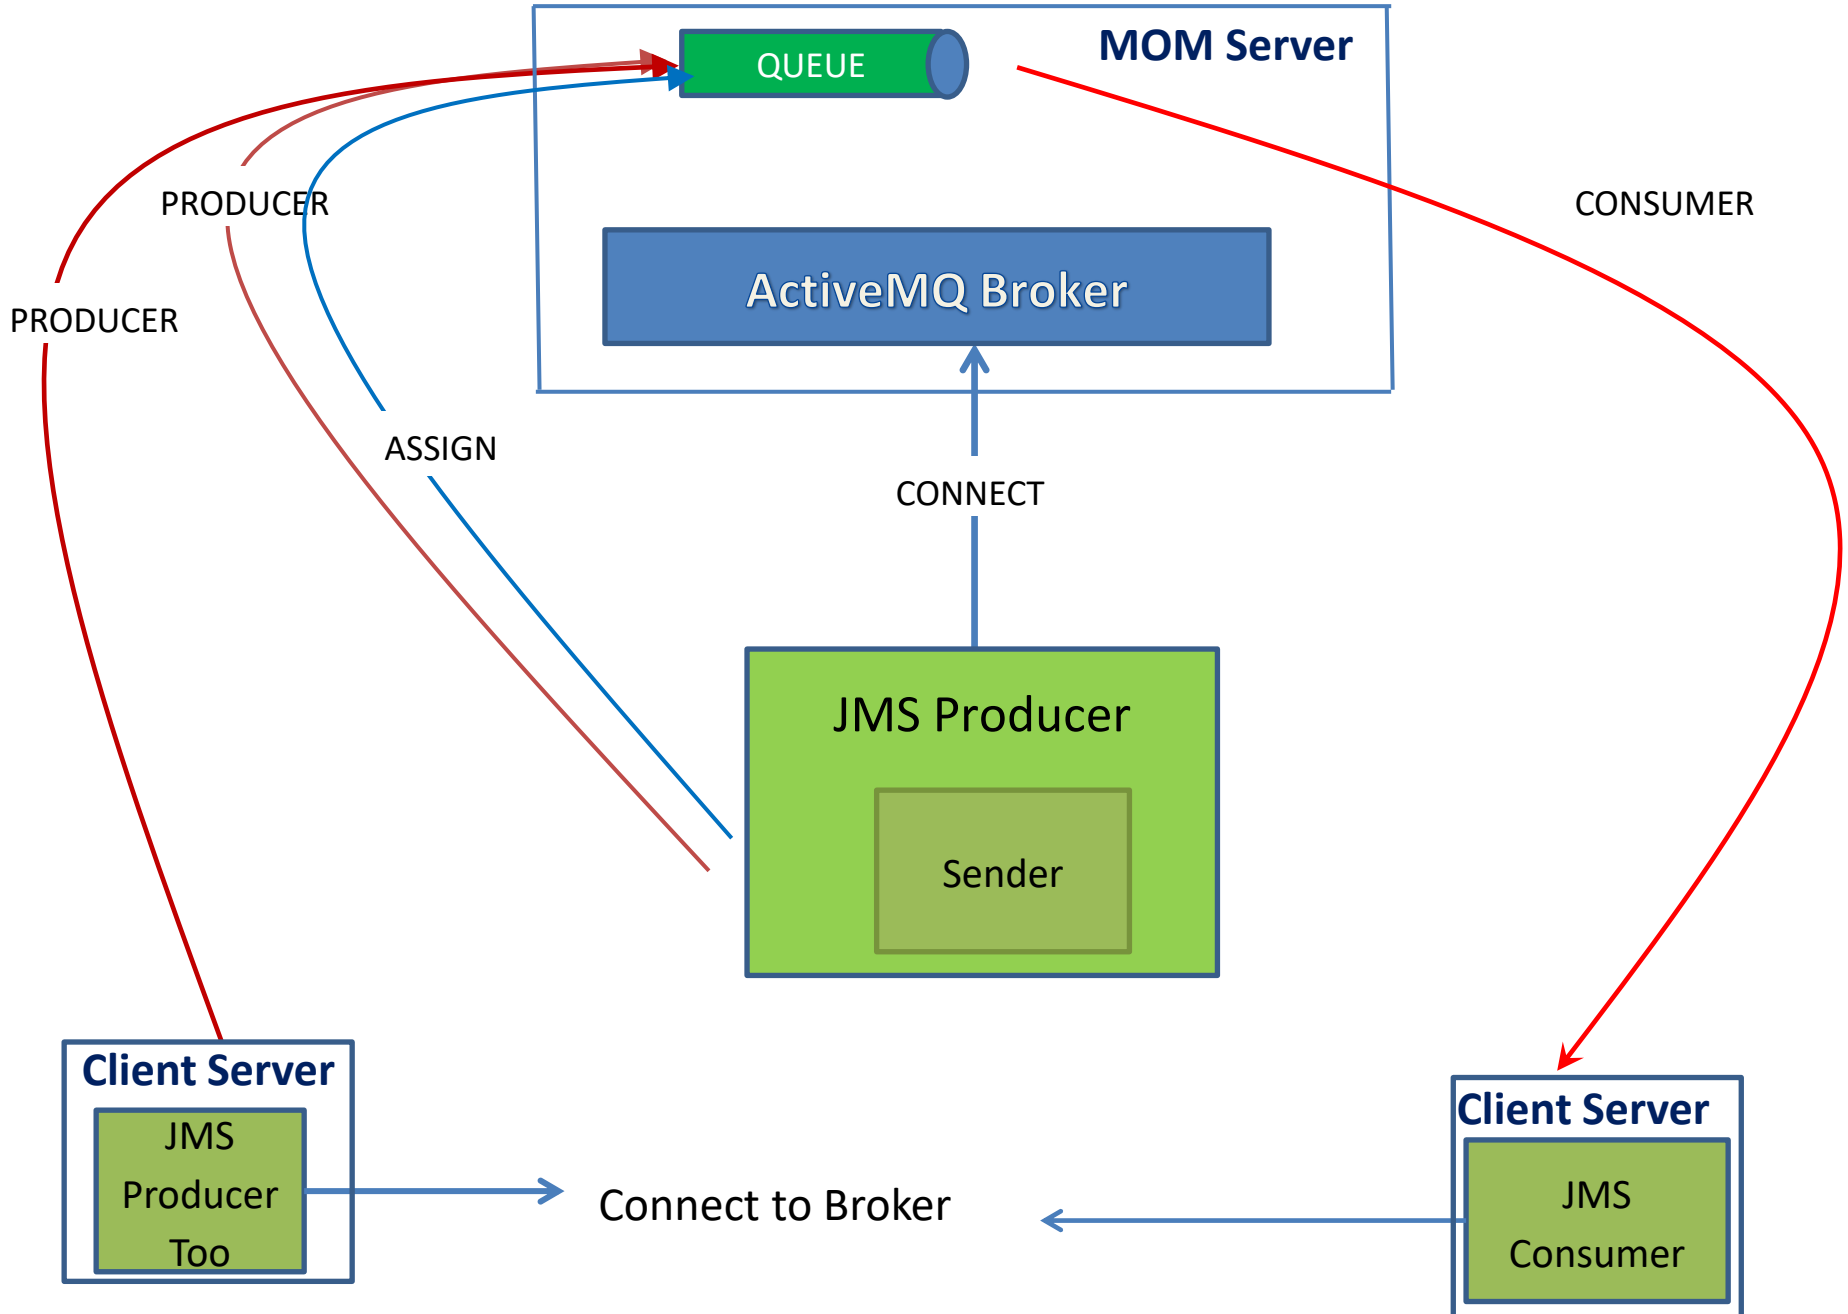 MOM Server
QUEUE
PRODUCER
CONSUMER
ActiveMQ Broker
PRODUCER
ASSIGN
CONNECT
JMS Producer
Sender
Client Server
JMS
Producer
Too
Connect to Broker
Client Server
JMS
Consumer